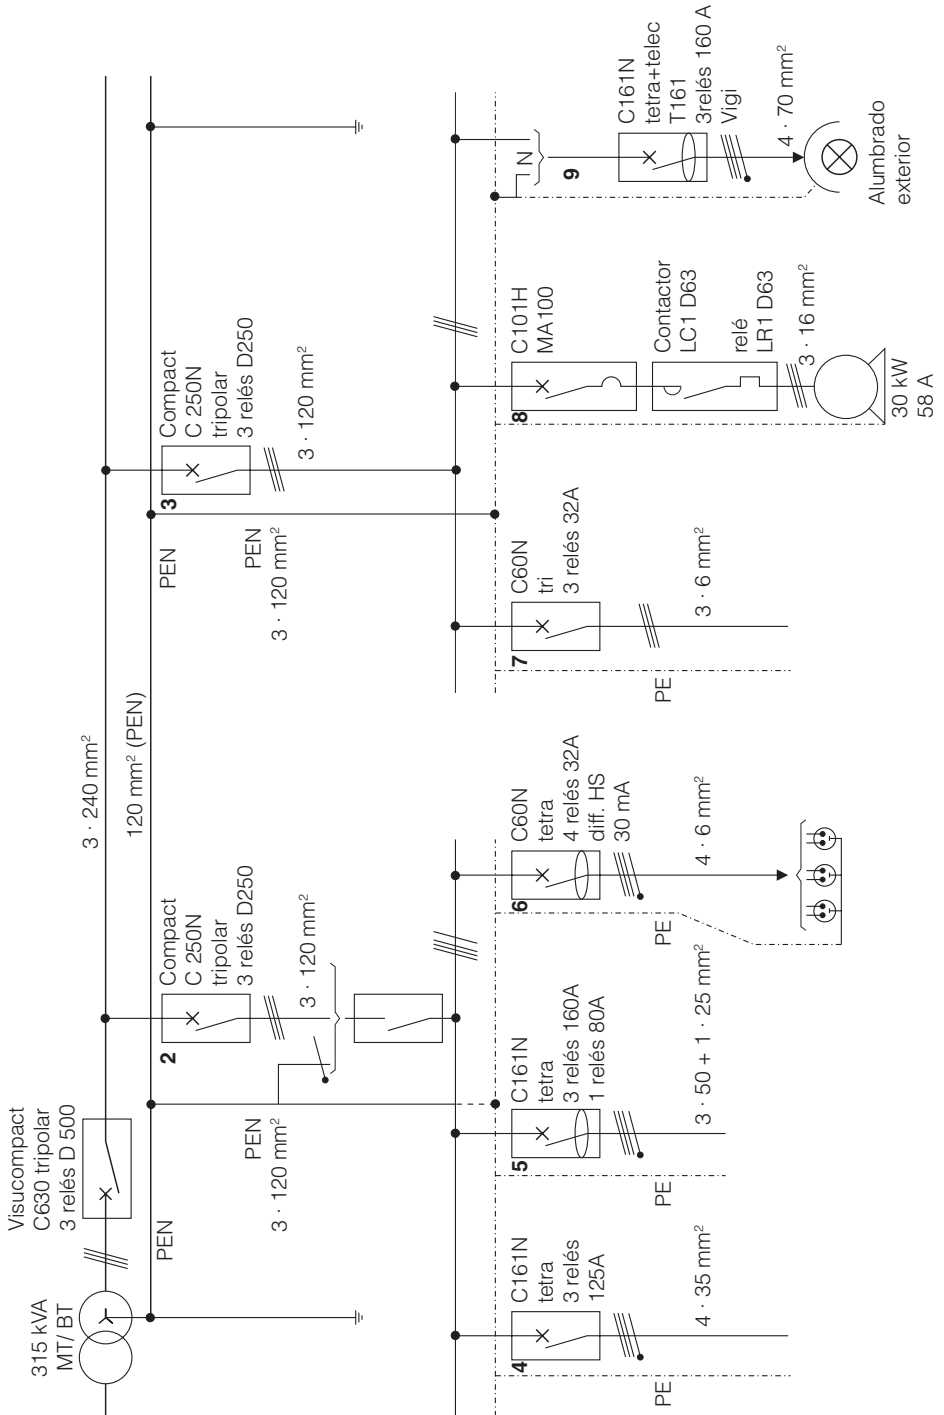 315 kVA
MT/ BT
Visucompact
C630 tripolar
3 relés D 500
3 · 240 mm²
120 mm² (PEN)
PEN
2
Compact
C 250N
tripolar
3 relés D250
PEN
3 · 120 mm²
3 · 120 mm²
PEN
3
Compact
C 250N
tripolar
3 relés D250
PEN
3 · 120 mm²
3 · 120 mm²
4
C161N
tetra
3 relés
125A
PE
4 · 35 mm²
5
C161N
tetra
3 relés 160A
1 relés 80A
PE
3 · 50 + 1 · 25 mm²
6
C60N
tetra
4 relés 32A
diff. HS
30 mA
PE
4 · 6 mm²
7
C60N
tri
3 relés 32A
PE
3 · 6 mm²
8
C101H
MA100
Contactor
LC1 D63
relé
LR1 D63
3 · 16 mm²
30 kW
58 A
N
9
C161N
tetra+telec
T161
3relés 160 A
Vigi
4 · 70 mm²
Alumbrado
exterior